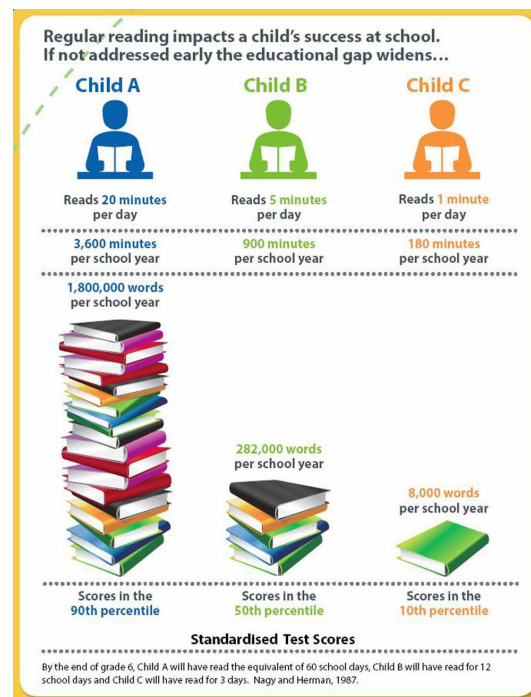 Regular reading impacts a child's success at school.
If not addressed early the educational gap widens...
Child A
Child B
Child C
Reads 20 minutes
per day
Reads 5 minutes
per day
Reads 1 minute
per day
3,600 minutes
per school year
900 minutes
per school year
180 minutes
per school year
1,800,000 words
per school year
282,000 words
per school year
8,000 words
per school year
Scores in the
90th percentile
Scores in the
50th percentile
Scores in the
10th percentile
Standardised Test Scores
By the end of grade 6, Child A will have read the equivalent of 60 school days, Child B will have read for 12
school days and Child C will have read for 3 days. Nagy and Herman, 1987.